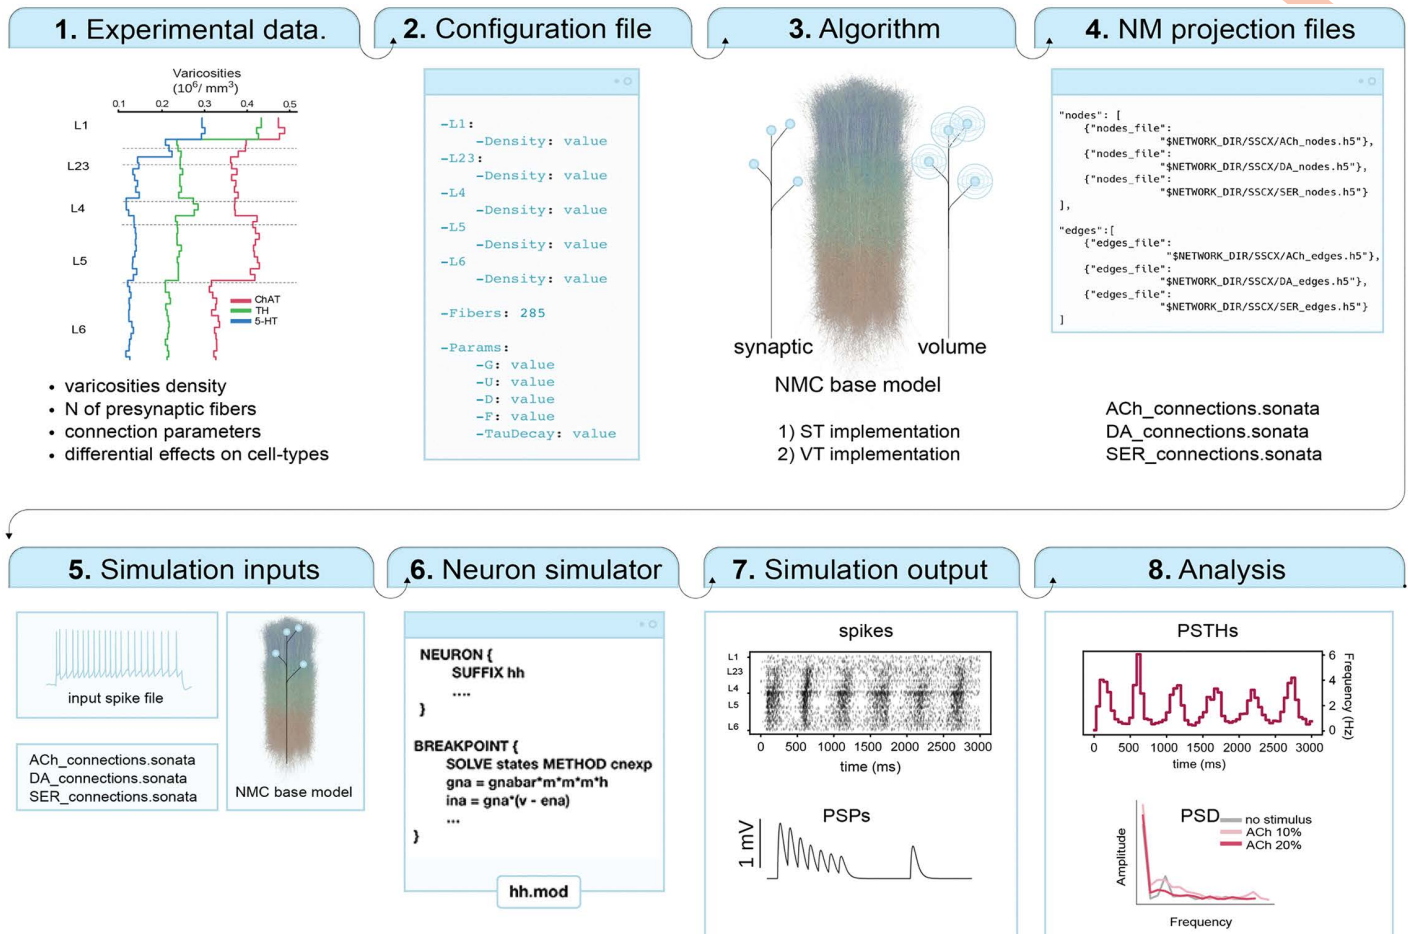 1. Experimental data.
Varicosities
(10⁶/ mm³)
0.1 0.2 0.3 0.4 0.5
L1
L23
L4
L5
L6
ChAT
TH
5-HT
• varicosities density
• N of presynaptic fibers
• connection parameters
• differential effects on cell-types
2. Configuration file
-L1:
-Density: value
-L23:
-Density: value
-L4
-Density: value
-L5
-Density: value
-L6
-Density: value
-Fibers: 285
-Params:
-G: value
-U: value
-D: value
-F: value
-TauDecay: value
3. Algorithm
synaptic volume
NMC base model
1) ST implementation
2) VT implementation
4. NM projection files
"nodes": [
{"nodes_file":
"$NETWORK_DIR/SSCX/ACh_nodes.h5"},
{"nodes_file":
"$NETWORK_DIR/SSCX/DA_nodes.h5"},
{"nodes_file":
"$NETWORK_DIR/SSCX/SER_nodes.h5"}
],
"edges":[
{"edges_file":
"$NETWORK_DIR/SSCX/ACh_edges.h5"},
{"edges_file":
"$NETWORK_DIR/SSCX/DA_edges.h5"},
{"edges_file":
"$NETWORK_DIR/SSCX/SER_edges.h5"}
]
ACh_connections.sonata
DA_connections.sonata
SER_connections.sonata
5. Simulation inputs
input spike file
ACh_connections.sonata
DA_connections.sonata
SER_connections.sonata
NMC base model
6. Neuron simulator
NEURON {
SUFFIX hh
....
}
BREAKPOINT {
SOLVE states METHOD cnexp
gna = gnabar*m*m*m*h
ina = gna*(v - ena)
...
}
hh.mod
7. Simulation output
spikes
L1
L23
L4
L5
L6
0 500 1000 1500 2000 2500 3000
time (ms)
PSPs
1 mV
8. Analysis
PSTHs
6
4
2
0
Frequency (Hz)
0 500 1000 1500 2000 2500 3000
time (ms)
PSD
no stimulus
ACh 10%
ACh 20%
Amplitude
Frequency